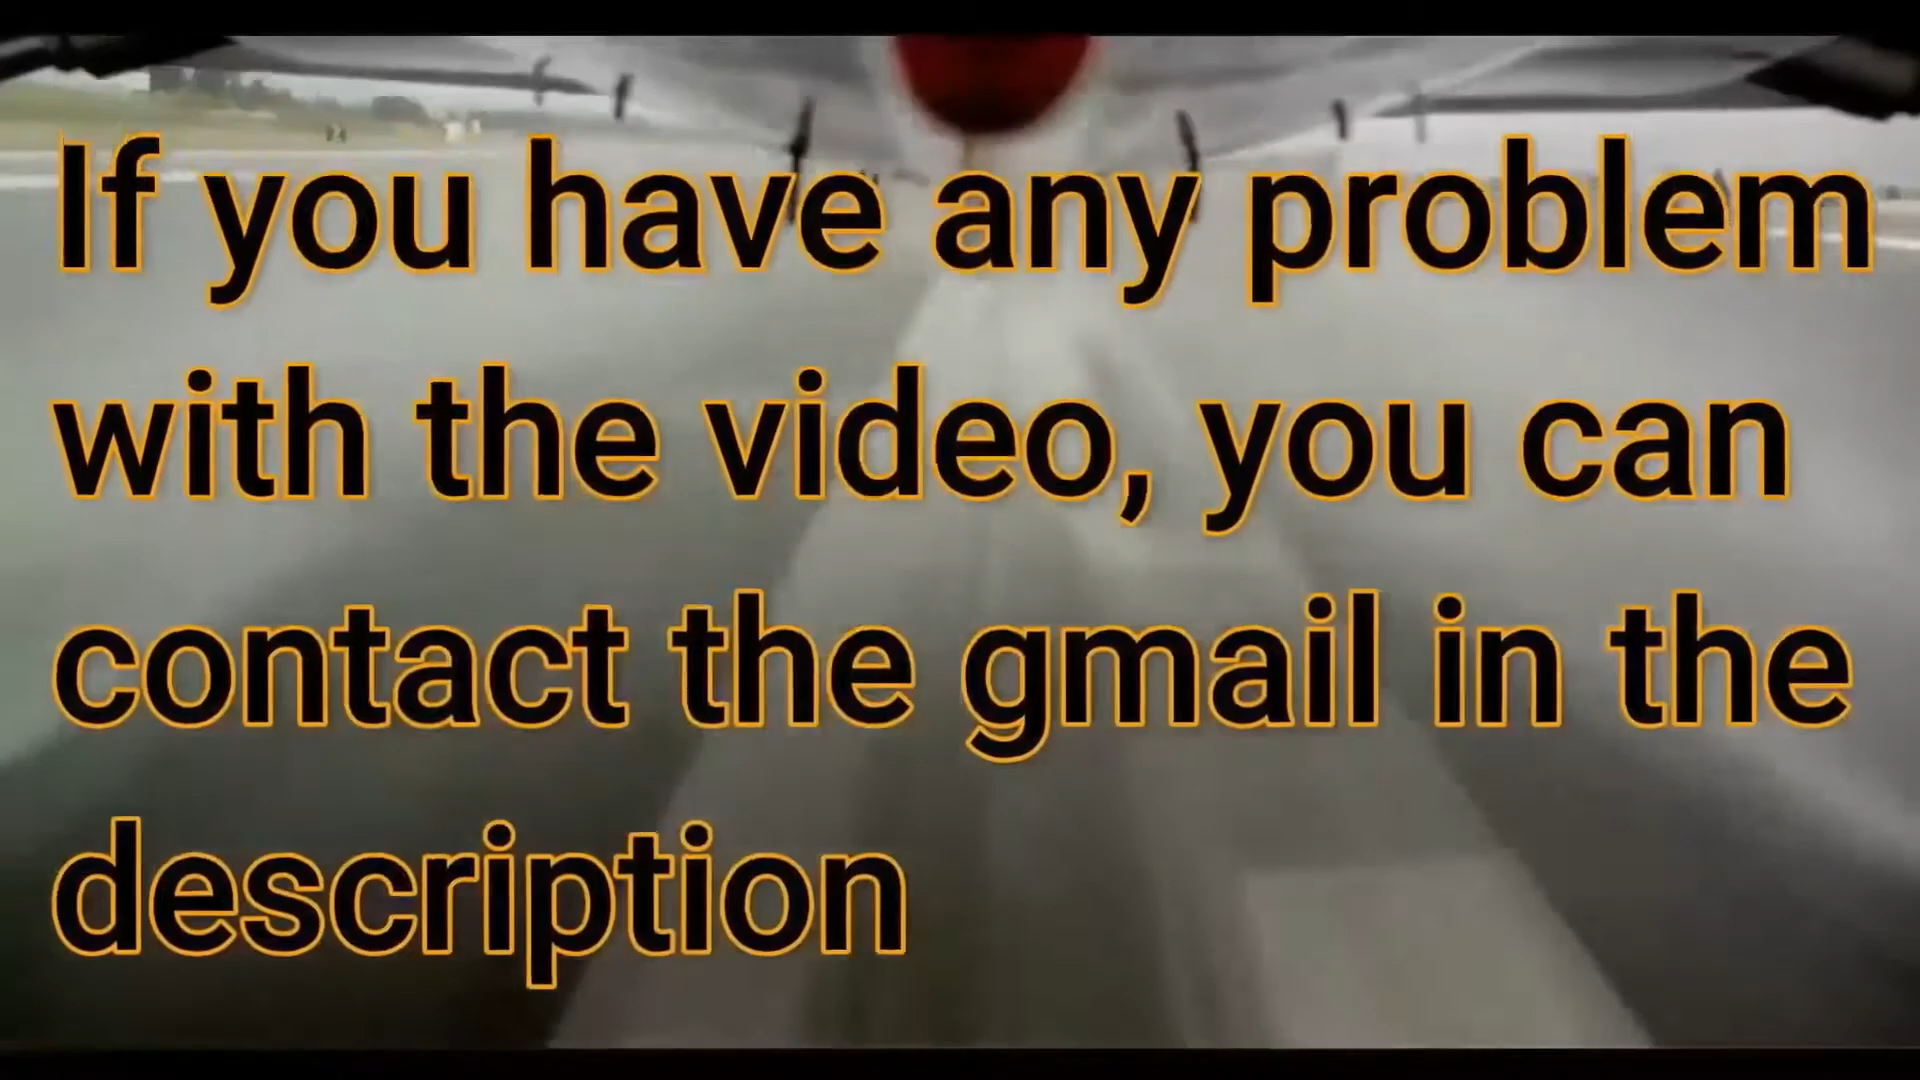 If you have any problem
with the video, you can
contact the gmail in the
description